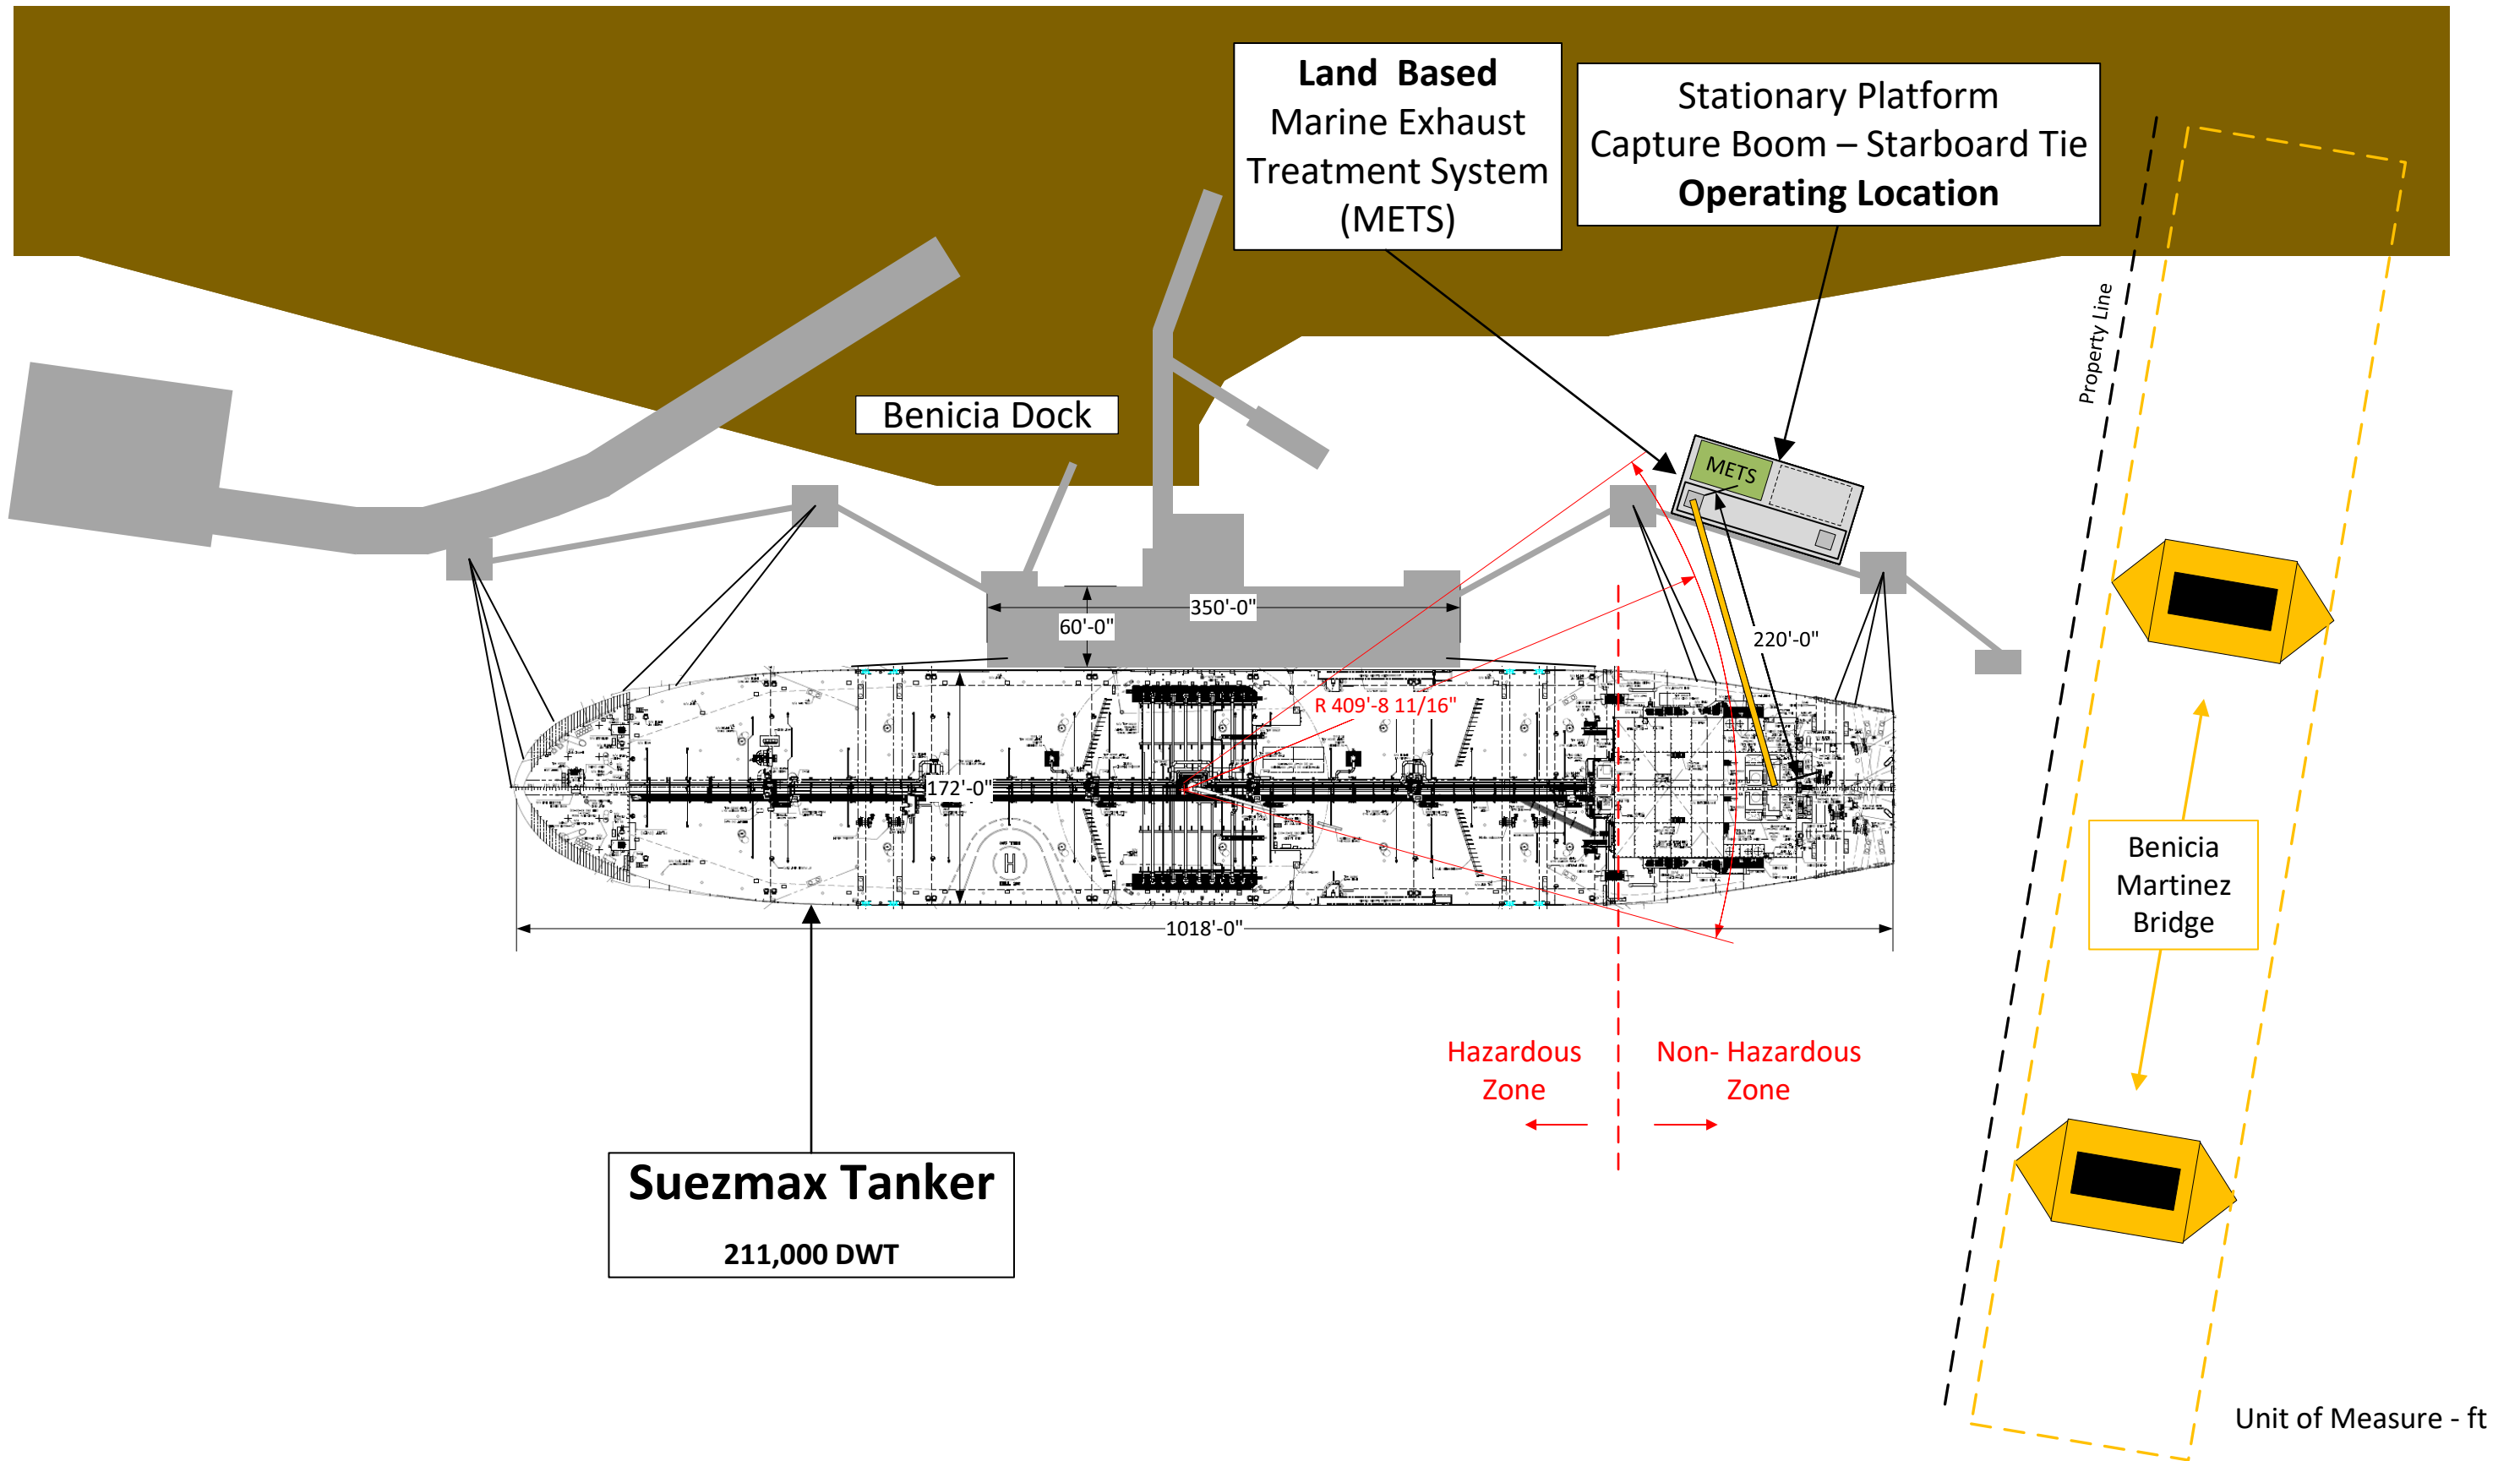 Land Based
Marine Exhaust
Treatment System
(METS)
Stationary Platform
Capture Boom – Starboard Tie
Operating Location
Property Line
Benicia Dock
METS
350'-0"
60'-0"
220'-0"
R 409'-8 11/16"
172'-0"
H
1018'-0"
Benicia
Martinez
Bridge
Hazardous
Zone
Non- Hazardous
Zone
Suezmax Tanker
211,000 DWT
Unit of Measure - ft